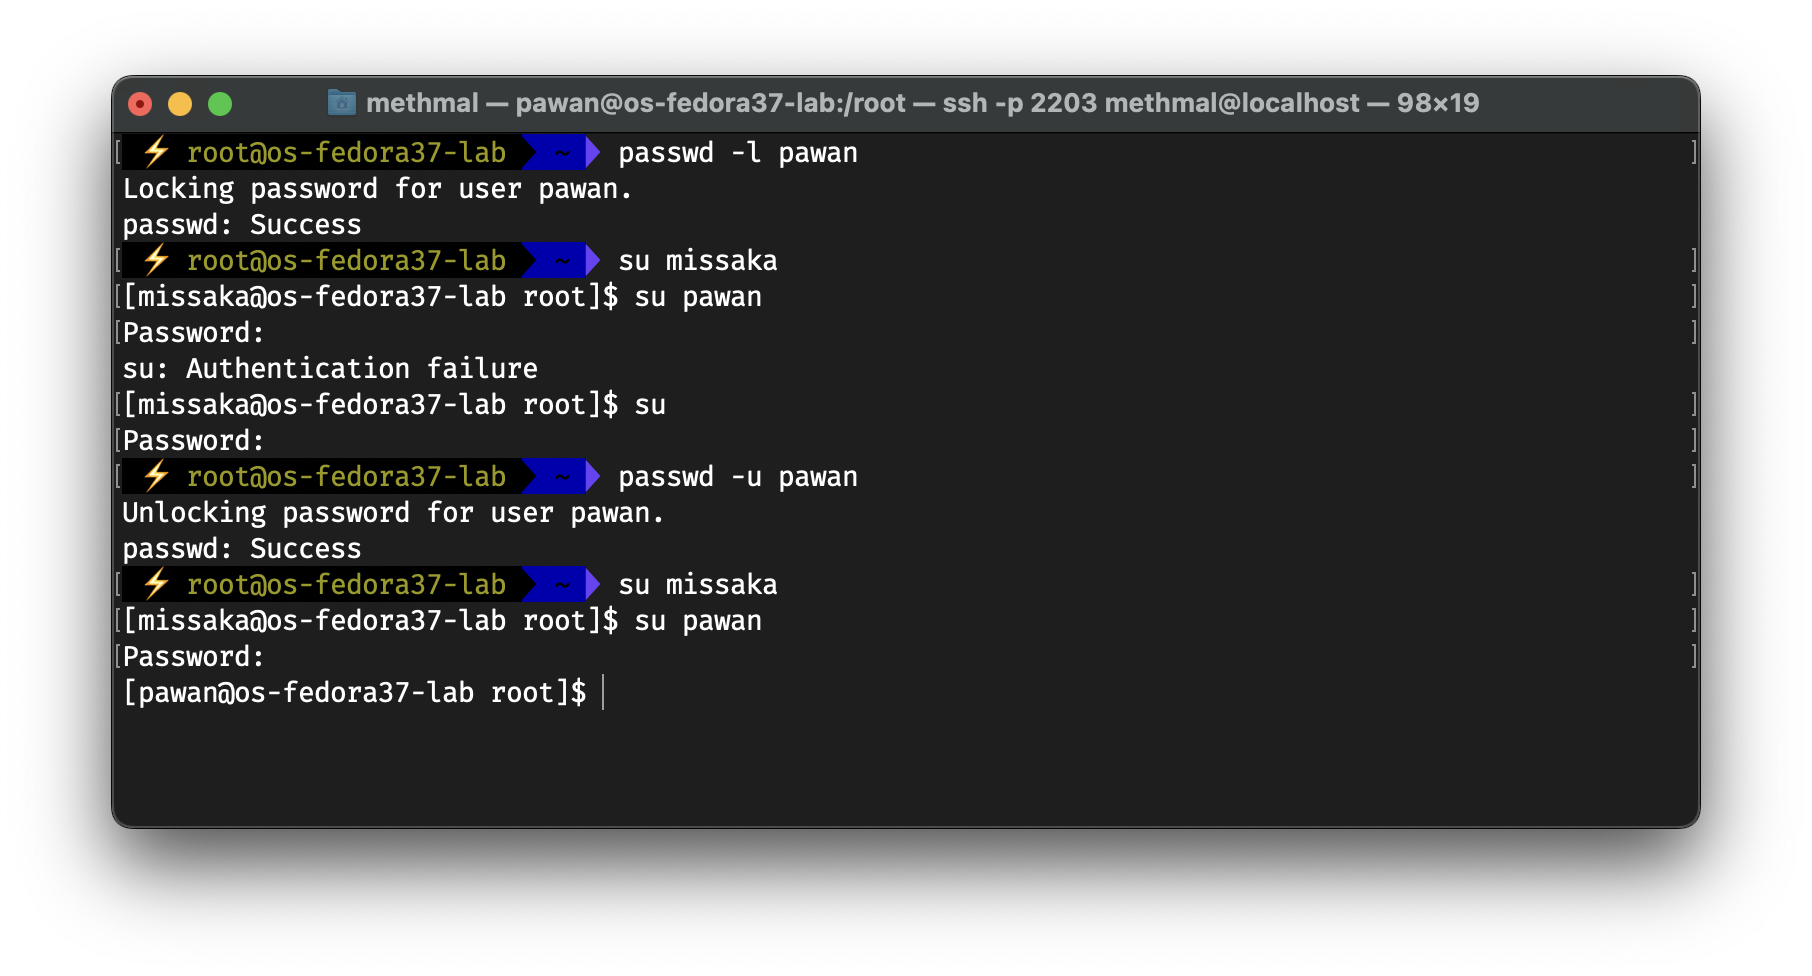 methmal — pawan@os-fedora37-lab:/root — ssh -p 2203 methmal@localhost — 98×19
⚡ root@os-fedora37-lab ~ passwd -l pawan
Locking password for user pawan.
passwd: Success
⚡ root@os-fedora37-lab ~ su missaka
[missaka@os-fedora37-lab root]$ su pawan
Password:
su: Authentication failure
[missaka@os-fedora37-lab root]$ su
Password:
⚡ root@os-fedora37-lab ~ passwd -u pawan
Unlocking password for user pawan.
passwd: Success
⚡ root@os-fedora37-lab ~ su missaka
[missaka@os-fedora37-lab root]$ su pawan
Password:
[pawan@os-fedora37-lab root]$